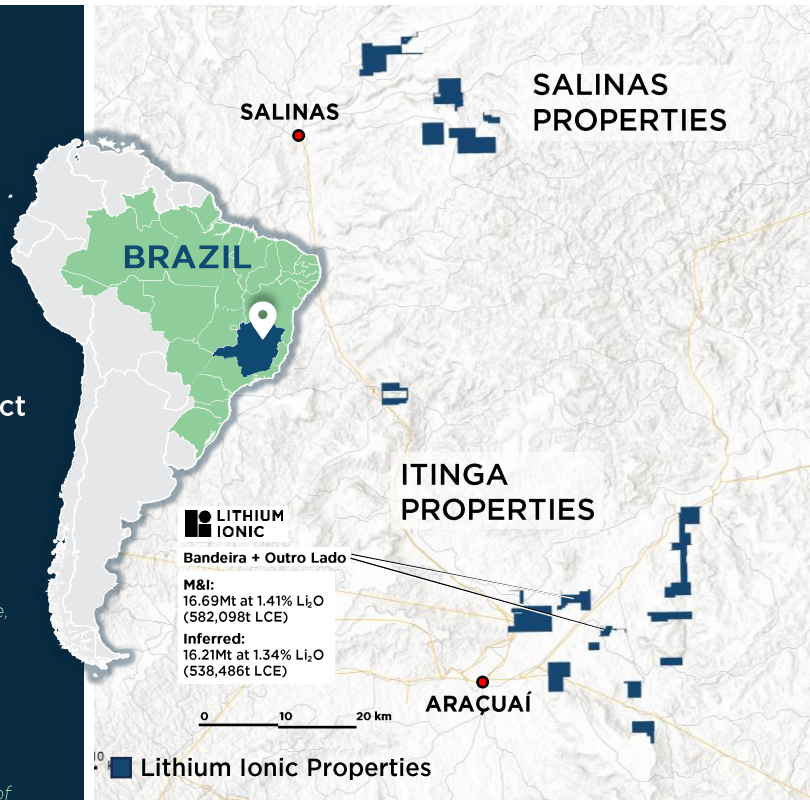 SALINAS
PROPERTIES
SALINAS
BRAZIL
ct
ITINGA
PROPERTIES
LITHIUM
IONIC
Bandeira + Outro Lado
M&I:
16.69Mt at 1.41% Li₂O
(582,098t LCE)
Inferred:
16.21Mt at 1.34% Li₂O
(538,486t LCE)
e,
ARAÇUAÍ
0 10 20 km
10
Lithium Ionic Properties
of